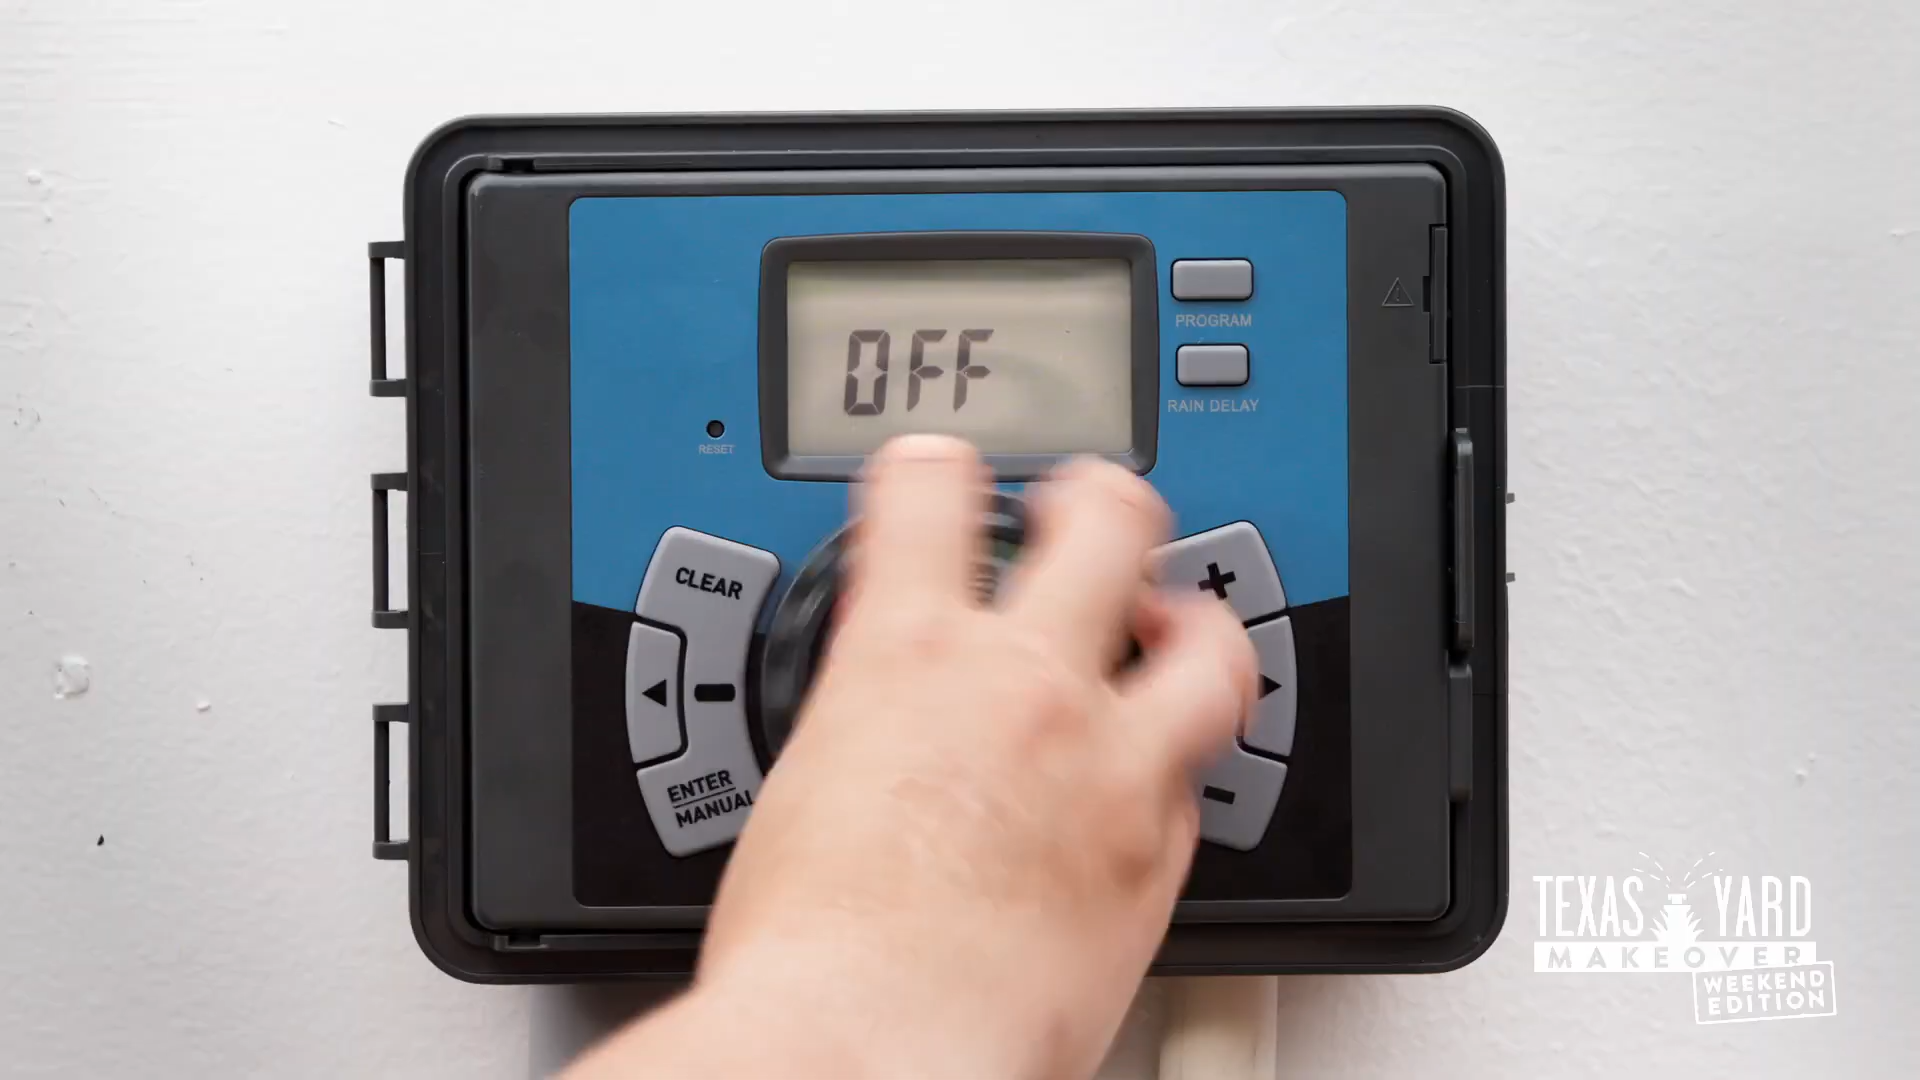 OFF
PROGRAM
RAIN DELAY
RESET
CLEAR
+
-
ENTER
MANUAL
-
TEXAS YARD
MAKEOVER
WEEKEND
EDITION